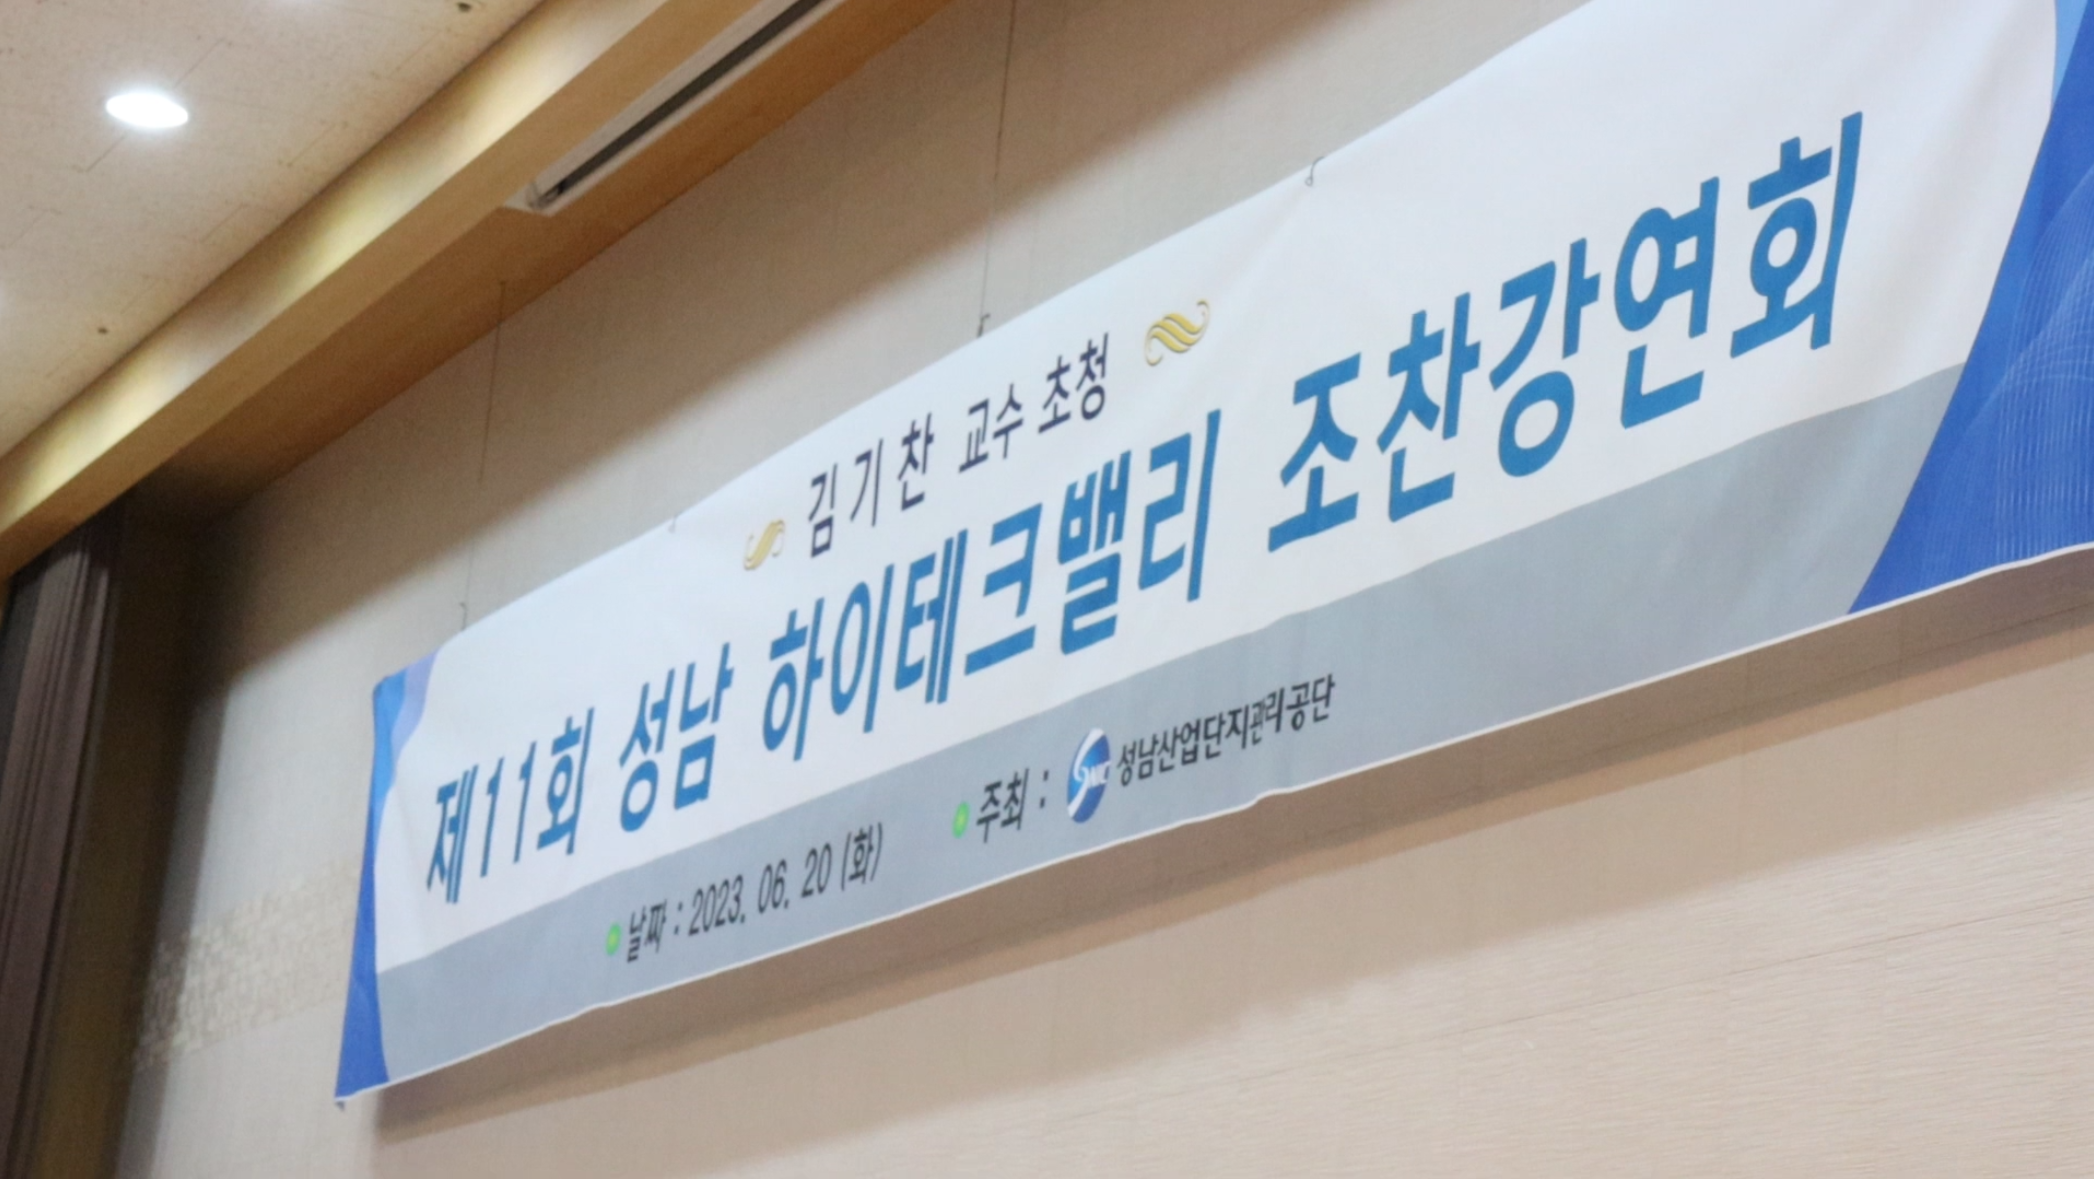 김기찬 교수 초청
제11회 성남 하이테크밸리 조찬강연회
날짜 : 2023. 06. 20 (화)
주최 : 성남산업단지관리공단